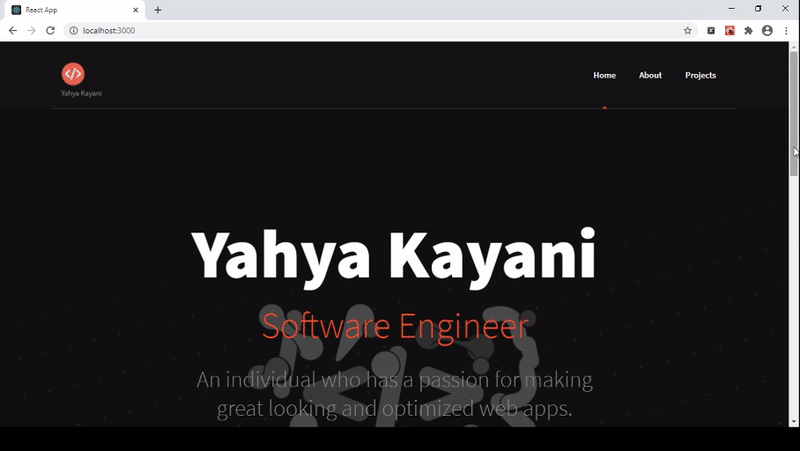 React App
localhost:3000
Yahya Kayani
Home
About
Projects
Yahya Kayani
Software Engineer
An individual who has a passion for making
great looking and optimized web apps.